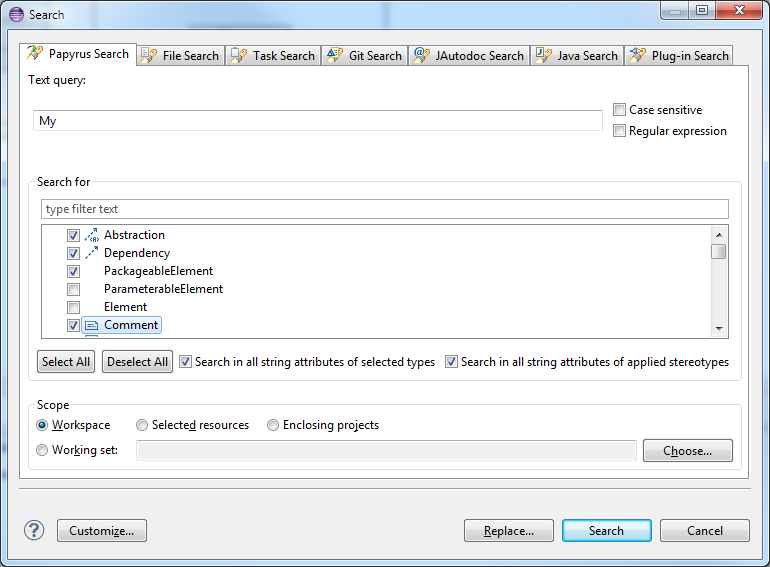 Search
Papyrus Search File Search Task Search Git Search JAutodoc Search Java Search Plug-in Search
Text query:
My
Case sensitive
Regular expression
Search for
type filter text
Abstraction
Dependency
PackageableElement
ParameterableElement
Element
Comment
Select All Deselect All Search in all string attributes of selected types Search in all string attributes of applied stereotypes
Scope
Workspace Selected resources Enclosing projects
Working set: Choose...
? Customize... Replace... Search Cancel